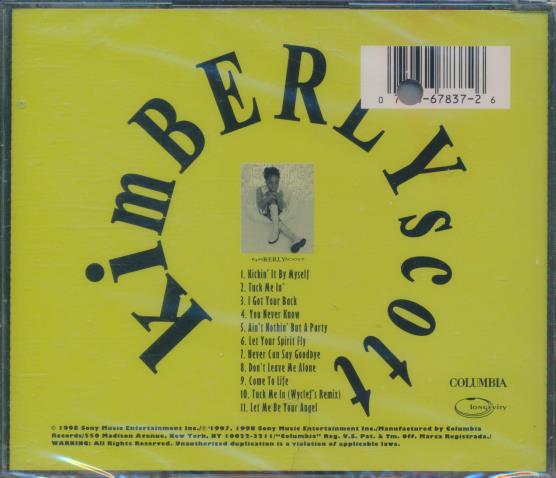 kimBERLYscott
0 7 -67837-2 6
kimBERLYscott
1. Kickin' It By Myself
2. Tuck Me In*
3. I Got Your Back
4. You Never Know
5. Ain't Nothin' But A Party
6. Let Your Spirit Fly
7. Never Can Say Goodbye
8. Don't Leave Me Alone
9. Come To Life
10. Tuck Me In (Wyclef's Remix)
11. Let Me Be Your Angel
COLUMBIA
longevity
© 1998 Sony Music Entertainment Inc./℗ 1997, 1998 Sony Music Entertainment Inc./Manufactured by Columbia
Records/550 Madison Avenue, New York, NY 10022-3211/"Columbia" Reg. U.S. Pat. & Tm. Off. Marca Registrada./
WARNING: All Rights Reserved. Unauthorized duplication is a violation of applicable laws.